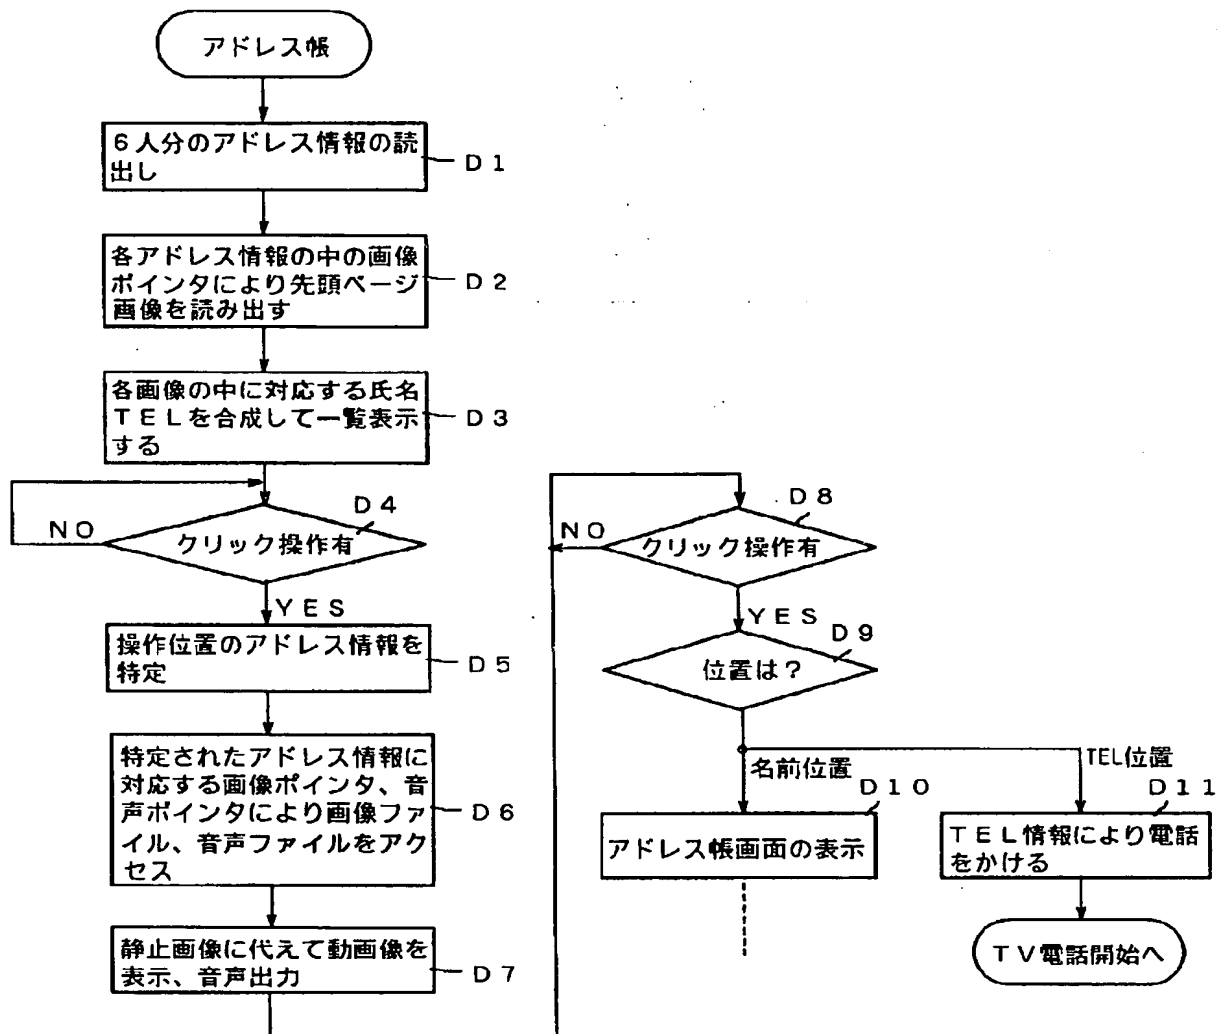 アドレス帳
6人分のアドレス情報の読
出し
D1
各アドレス情報の中の画像
ポインタにより先頭ページ
画像を読み出す
D2
各画像の中に対応する氏名
TELを合成して一覧表示
する
D3
D4
NO
クリック操作有
YES
操作位置のアドレス情報を
特定
D5
特定されたアドレス情報に
対応する画像ポインタ、音
声ポインタにより画像ファ
イル、音声ファイルをアク
セス
D6
静止画像に代えて動画像を
表示、音声出力
D7
D8
NO
クリック操作有
YES
D9
位置は?
名前位置
TEL位置
D10
アドレス帳画面の表示
D11
TEL情報により電話
をかける
TV電話開始へ